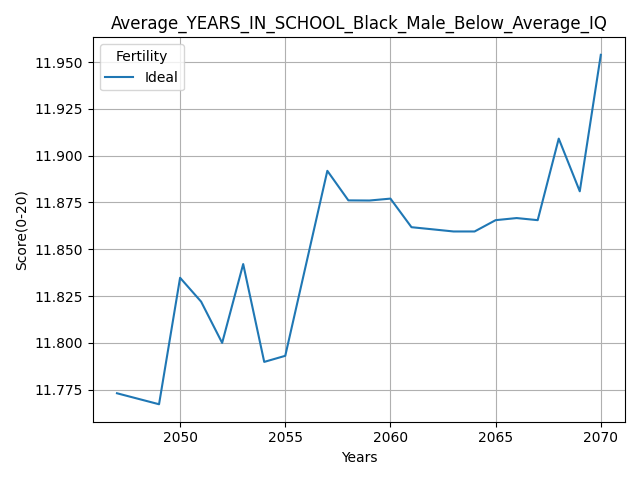 Average_YEARS_IN_SCHOOL_Black_Male_Below_Average_IQ
Fertility
Ideal
11.950
11.925
11.900
11.875
11.850
11.825
11.800
11.775
Score(0-20)
2050 2055 2060 2065 2070
Years